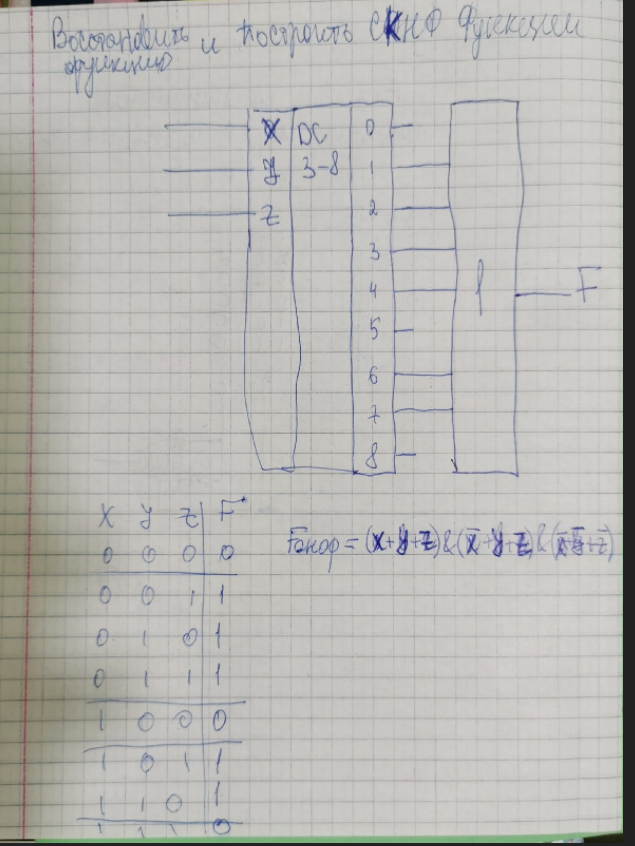 Восстановить и построить СКНФ функции
функцию
X DC 0
y 3-8 1
z 2
3
4 1 F
5
6
7
8
x y z F
0 0 0 0
0 0 1 1
0 1 0 1
0 1 1 1
1 0 0 0
1 0 1 1
1 1 0 1
1 1 1 0
= (x+y+z)&(x̄+y+z)&(x̄+ȳ+z̄)